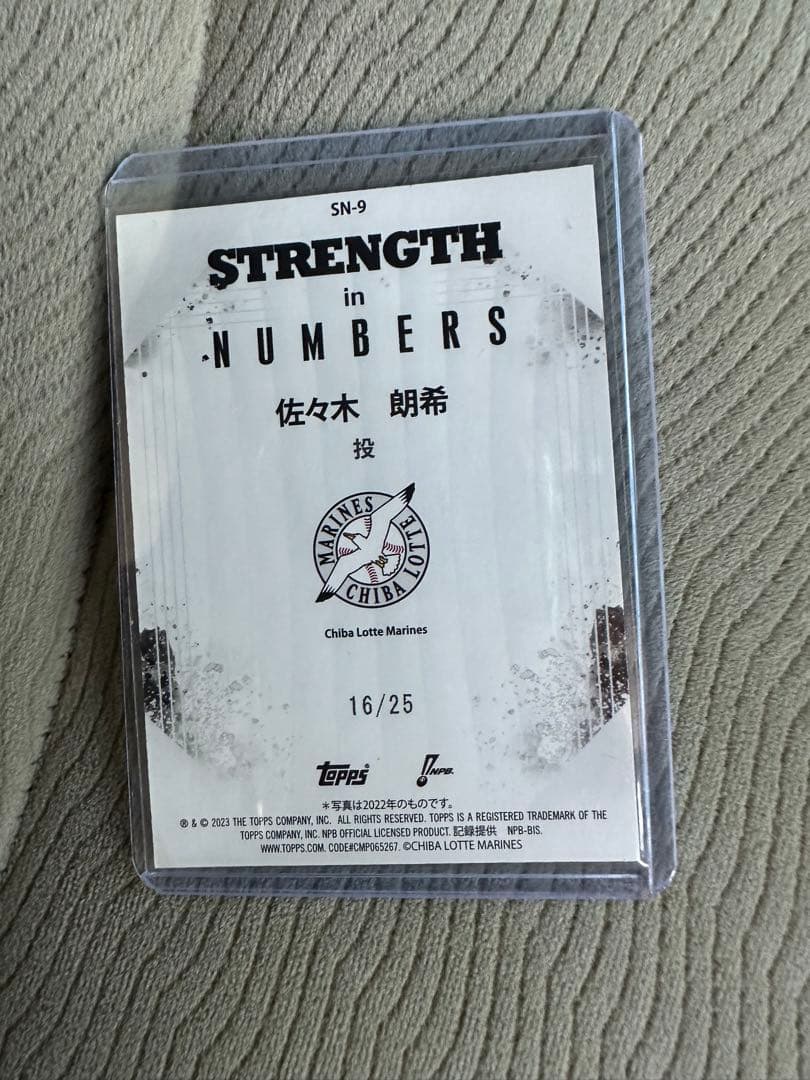 SN-9
STRENGTH
in
NUMBERS
佐々木 朗希
投
MARINES
CHIBA LOTTE
Chiba Lotte Marines
16/25
TOPPS® NPB.
＊写真は2022年のものです。
® & © 2023 THE TOPPS COMPANY, INC. ALL RIGHTS RESERVED. TOPPS IS A REGISTERED TRADEMARK OF THE
TOPPS COMPANY, INC. NPB OFFICIAL LICENSED PRODUCT. 記録提供 NPB-BIS.
WWW.TOPPS.COM. CODE#CMP065267. ©CHIBA LOTTE MARINES